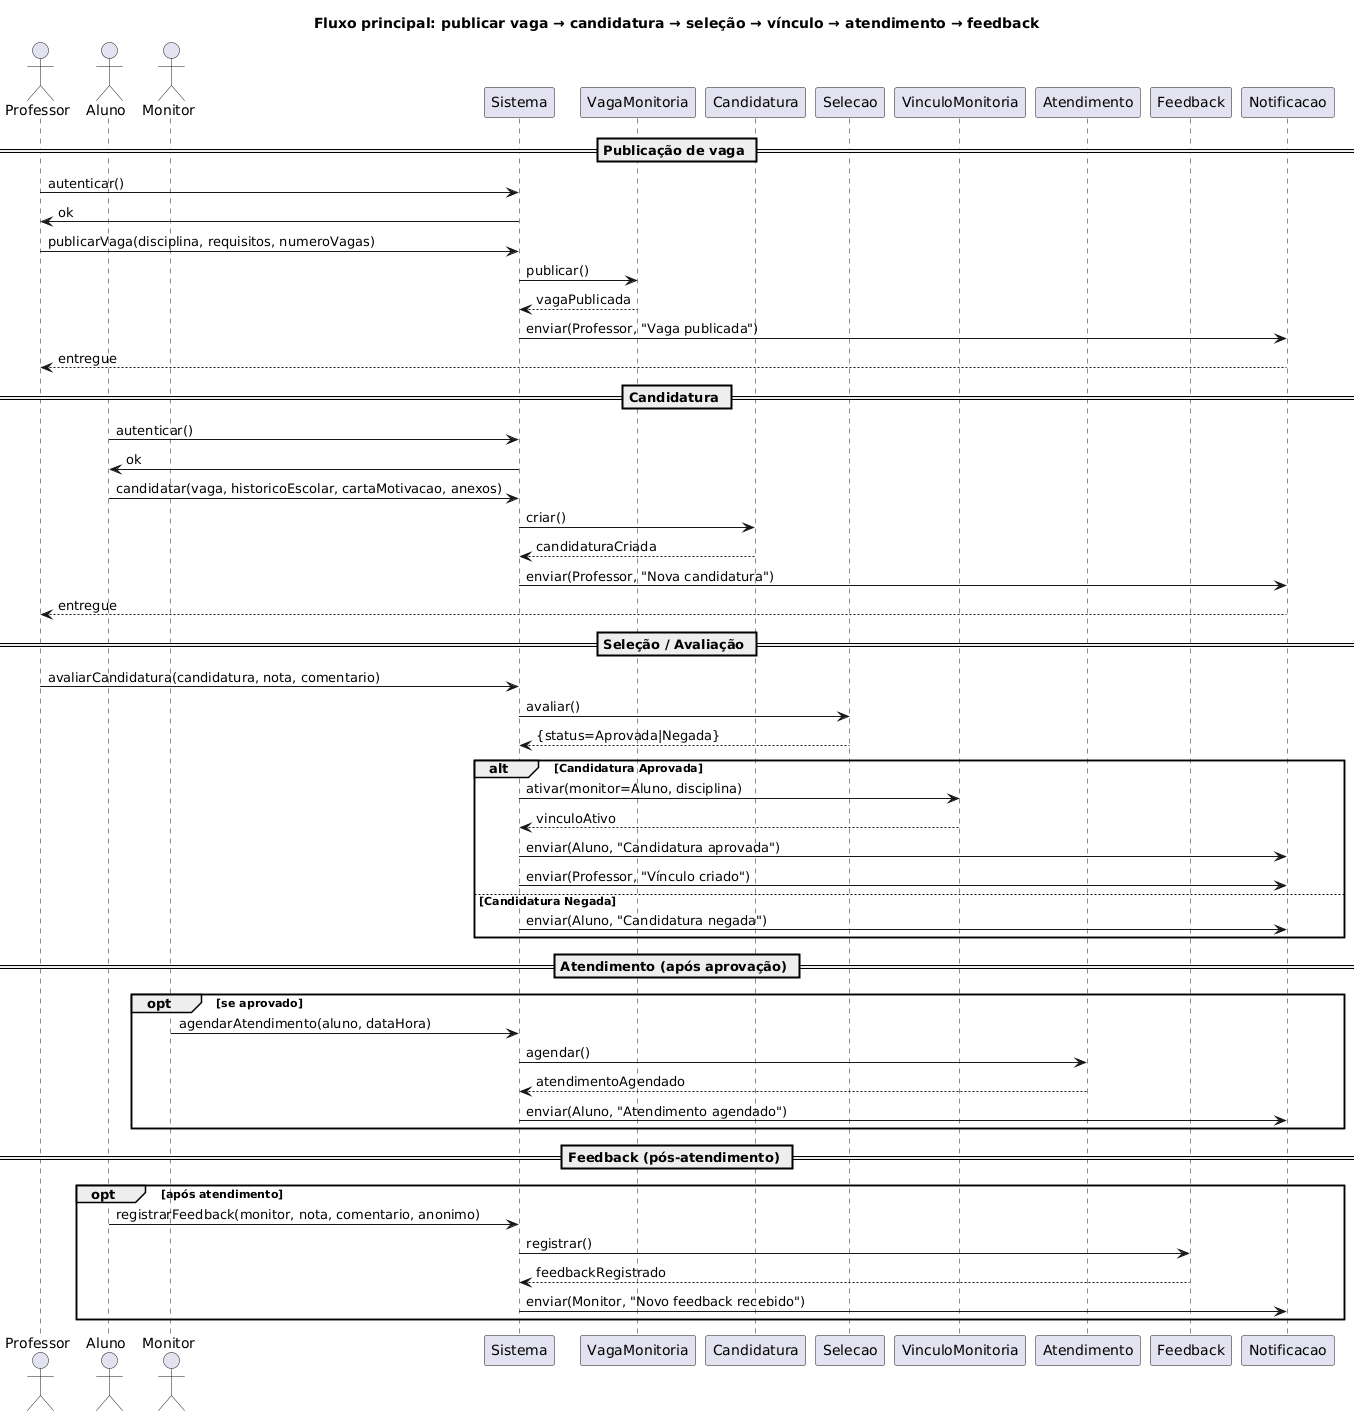 Fluxo principal: publicar vaga → candidatura → seleção → vínculo → atendimento → feedback
Professor Aluno Monitor Sistema VagaMonitoria Candidatura Selecao VinculoMonitoria Atendimento Feedback Notificacao
Publicação de vaga
autenticar()
ok
publicarVaga(disciplina, requisitos, numeroVagas)
publicar()
vagaPublicada
enviar(Professor, "Vaga publicada")
entregue
Candidatura
autenticar()
ok
candidatar(vaga, historicoEscolar, cartaMotivacao, anexos)
criar()
candidaturaCriada
enviar(Professor, "Nova candidatura")
entregue
Seleção / Avaliação
avaliarCandidatura(candidatura, nota, comentario)
avaliar()
{status=Aprovada|Negada}
alt [Candidatura Aprovada]
ativar(monitor=Aluno, disciplina)
vinculoAtivo
enviar(Aluno, "Candidatura aprovada")
enviar(Professor, "Vínculo criado")
[Candidatura Negada]
enviar(Aluno, "Candidatura negada")
Atendimento (após aprovação)
opt [se aprovado]
agendarAtendimento(aluno, dataHora)
agendar()
atendimentoAgendado
enviar(Aluno, "Atendimento agendado")
Feedback (pós-atendimento)
opt [após atendimento]
registrarFeedback(monitor, nota, comentario, anonimo)
registrar()
feedbackRegistrado
enviar(Monitor, "Novo feedback recebido")
Professor Aluno Monitor Sistema VagaMonitoria Candidatura Selecao VinculoMonitoria Atendimento Feedback Notificacao